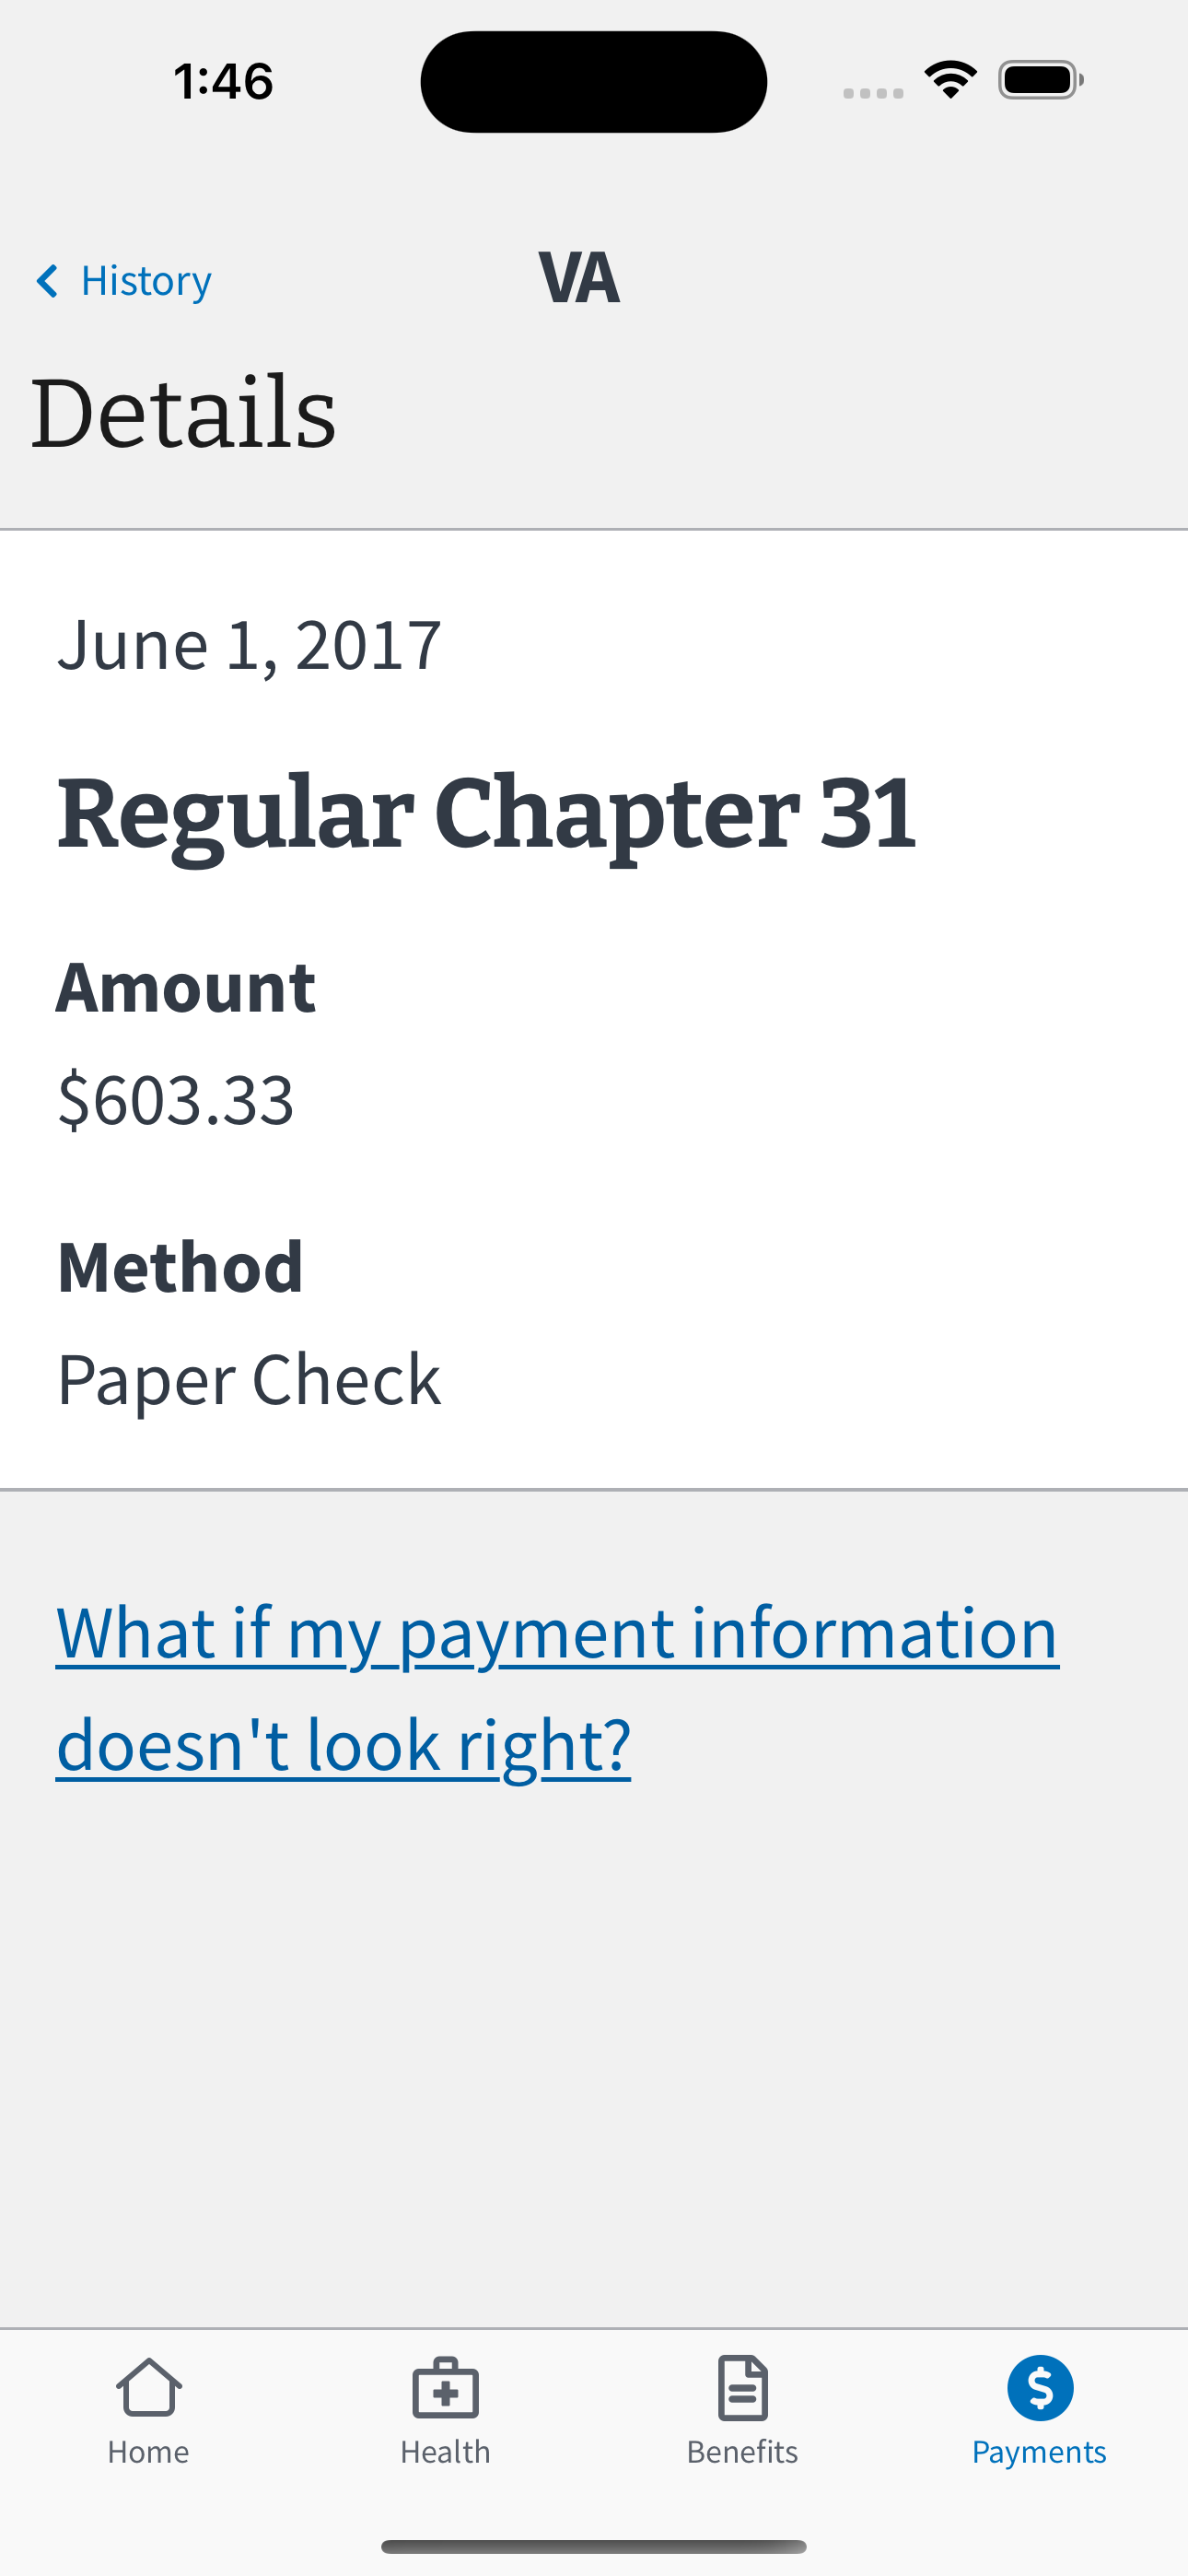 1:46
History
VA
Details
June 1, 2017
Regular Chapter 31
Amount
$603.33
Method
Paper Check
What if my payment information
doesn't look right?
Home
Health
Benefits
Payments